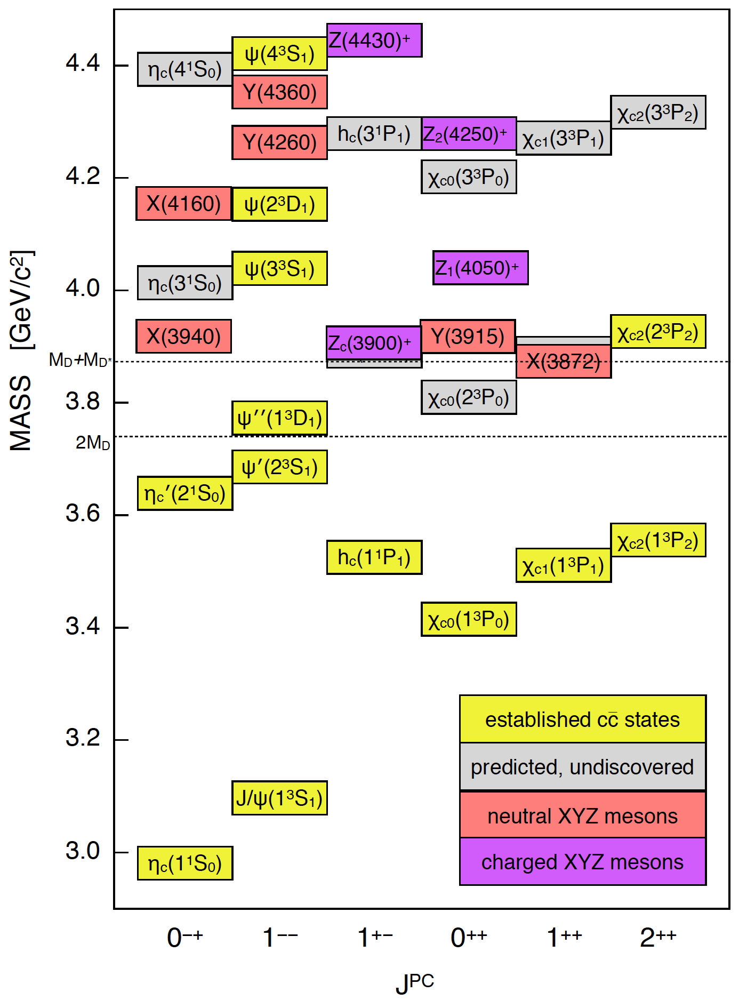 MASS [GeV/c²]
4.4
4.2
4.0
M_D+M_D*
3.8
2M_D
3.6
3.4
3.2
3.0
Z(4430)⁺
ψ(4³S₁)
ηc(4¹S₀)
Y(4360)
χc2(3³P₂)
hc(3¹P₁)
Z₂(4250)⁺
χc1(3³P₁)
Y(4260)
χc0(3³P₀)
X(4160)
ψ(2³D₁)
ψ(3³S₁)
Z₁(4050)⁺
ηc(3¹S₀)
χc2(2³P₂)
X(3940)
Zc(3900)⁺
Y(3915)
X(3872)
χc0(2³P₀)
ψ′′(1³D₁)
ψ′(2³S₁)
ηc′(2¹S₀)
χc2(1³P₂)
hc(1¹P₁)
χc1(1³P₁)
χc0(1³P₀)
J/ψ(1³S₁)
ηc(1¹S₀)
established cc̅ states
predicted, undiscovered
neutral XYZ mesons
charged XYZ mesons
0⁻⁺ 1⁻⁻ 1⁺⁻ 0⁺⁺ 1⁺⁺ 2⁺⁺
Jᴾᶜ